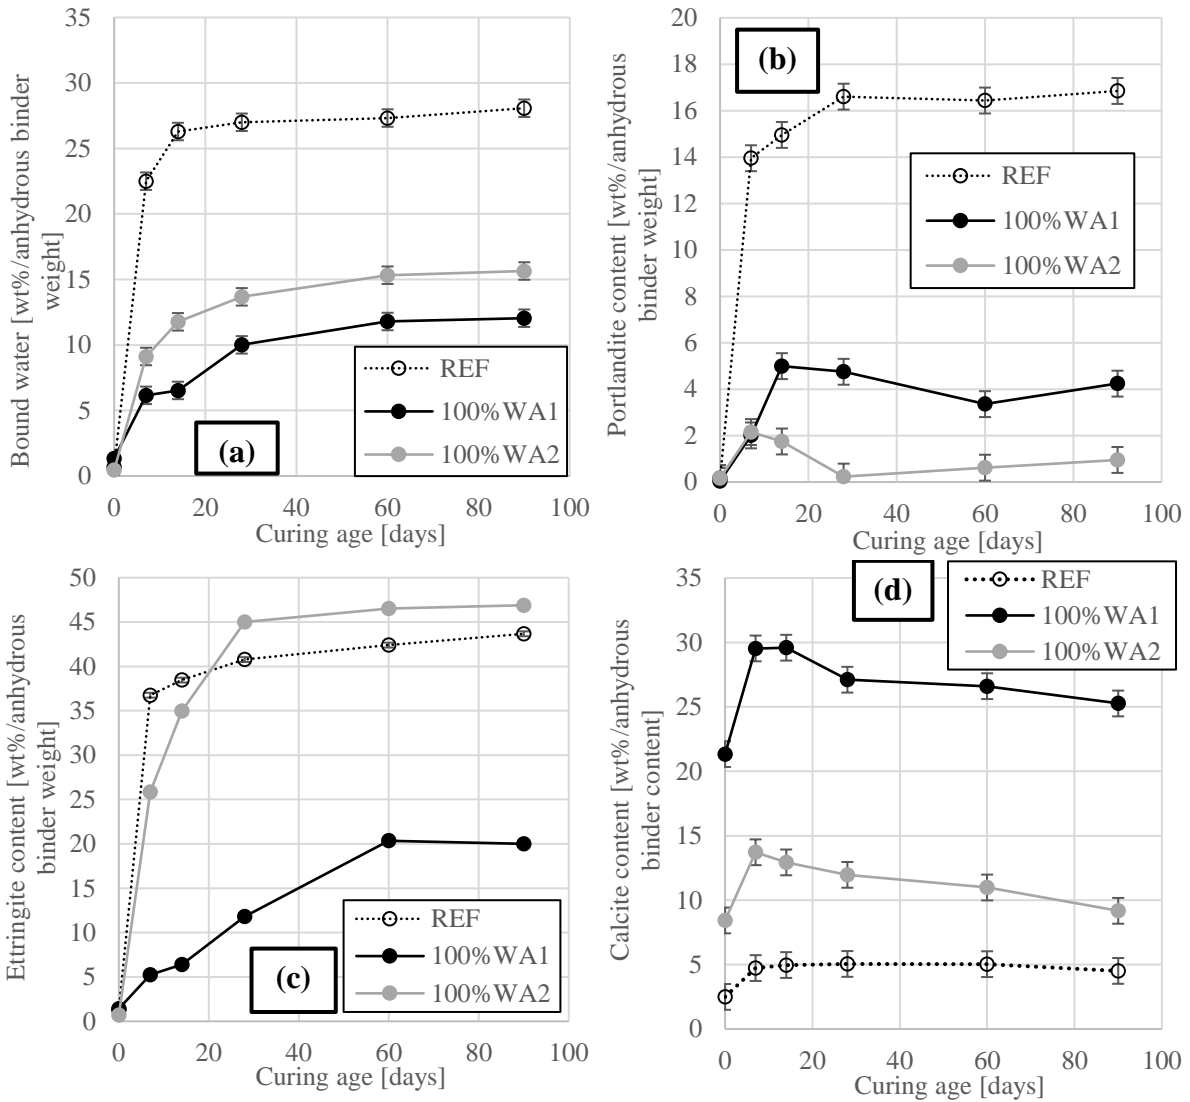 Bound water [wt%/anhydrous binder
weight]
35
30
25
20
15
10
5
0
0 20 40 60 80 100
Curing age [days]
REF
100%WA1
100%WA2
(a)
Portlandite content [wt%/anhydrous
binder weight]
20
18
16
14
12
10
8
6
4
2
0
0 20 40 60 80 100
Curing age [days]
(b)
REF
100%WA1
100%WA2
Ettringite content [wt%/anhydrous
binder weight]
50
45
40
35
30
25
20
15
10
5
0
0 20 40 60 80 100
Curing age [days]
REF
100%WA1
100%WA2
(c)
Calcite content [wt%/anhydrous
binder content]
35
30
25
20
15
10
5
0
0 20 40 60 80 100
Curing age [days]
(d)
REF
100%WA1
100%WA2